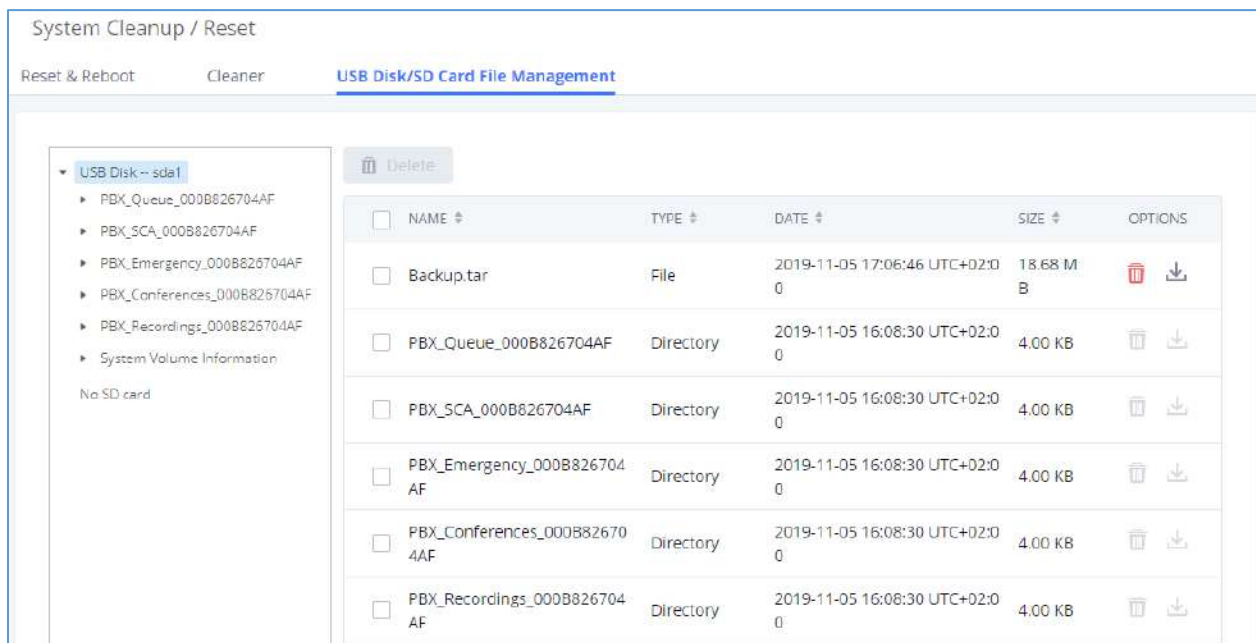 System Cleanup / Reset
Reset & Reboot Cleaner USB Disk/SD Card File Management
USB Disk -- sda1
PBX_Queue_000B826704AF
PBX_SCA_000B826704AF
PBX_Emergency_000B826704AF
PBX_Conferences_000B826704AF
PBX_Recordings_000B826704AF
System Volume Information
No SD card
Delete
NAME TYPE DATE SIZE OPTIONS
Backup.tar File 2019-11-05 17:06:46 UTC+02:0 18.68 M
0 B
PBX_Queue_000B826704AF Directory 2019-11-05 16:08:30 UTC+02:0 4.00 KB
0
PBX_SCA_000B826704AF Directory 2019-11-05 16:08:30 UTC+02:0 4.00 KB
0
PBX_Emergency_000B826704 Directory 2019-11-05 16:08:30 UTC+02:0 4.00 KB
AF 0
PBX_Conferences_000B82670 Directory 2019-11-05 16:08:30 UTC+02:0 4.00 KB
4AF 0
PBX_Recordings_000B826704 Directory 2019-11-05 16:08:30 UTC+02:0 4.00 KB
AF 0